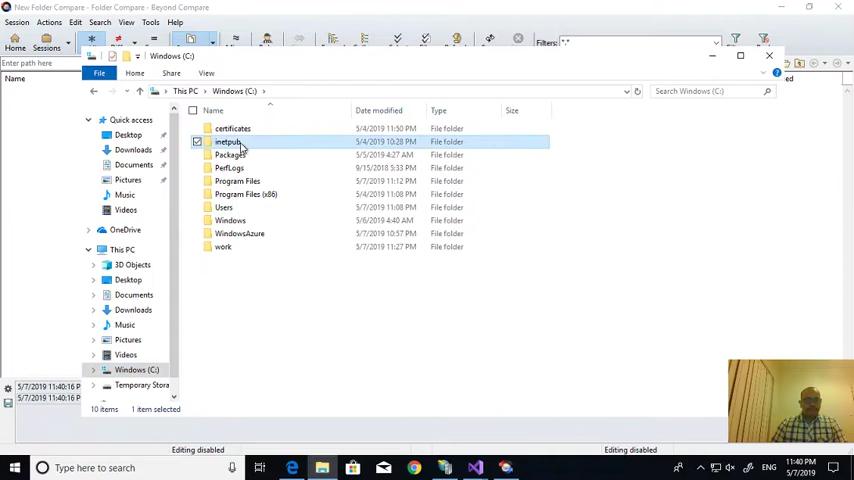 New Folder Compare - Beyond Compare
Session Actions Edit Search View Tools Help
Home Sessions Filters: *.*
Enter path here
Name
Windows (C:)
File Home Share View
This PC > Windows (C:) >
Search Windows (C:)
Name Date modified Type Size
Quick access
Desktop
Downloads
Documents
Pictures
Music
Videos
OneDrive
This PC
3D Objects
Desktop
Documents
Downloads
Music
Pictures
Videos
Windows (C:)
Temporary Stora
certificates 5/4/2019 11:50 PM File folder
inetpub 5/4/2019 10:28 PM File folder
Packages 5/5/2019 4:27 AM File folder
PerfLogs 9/15/2018 5:33 PM File folder
Program Files 5/7/2019 11:12 PM File folder
Program Files (x86) 5/4/2019 11:08 PM File folder
Users 5/7/2019 11:08 PM File folder
Windows 5/6/2019 4:40 AM File folder
WindowsAzure 5/7/2019 10:57 PM File folder
work 5/7/2019 11:27 PM File folder
10 items 1 item selected
5/7/2019 11:40:16 P
5/7/2019 11:40:16 P
Editing disabled Editing disabled
Type here to search
ENG
11:40 PM
5/7/2019